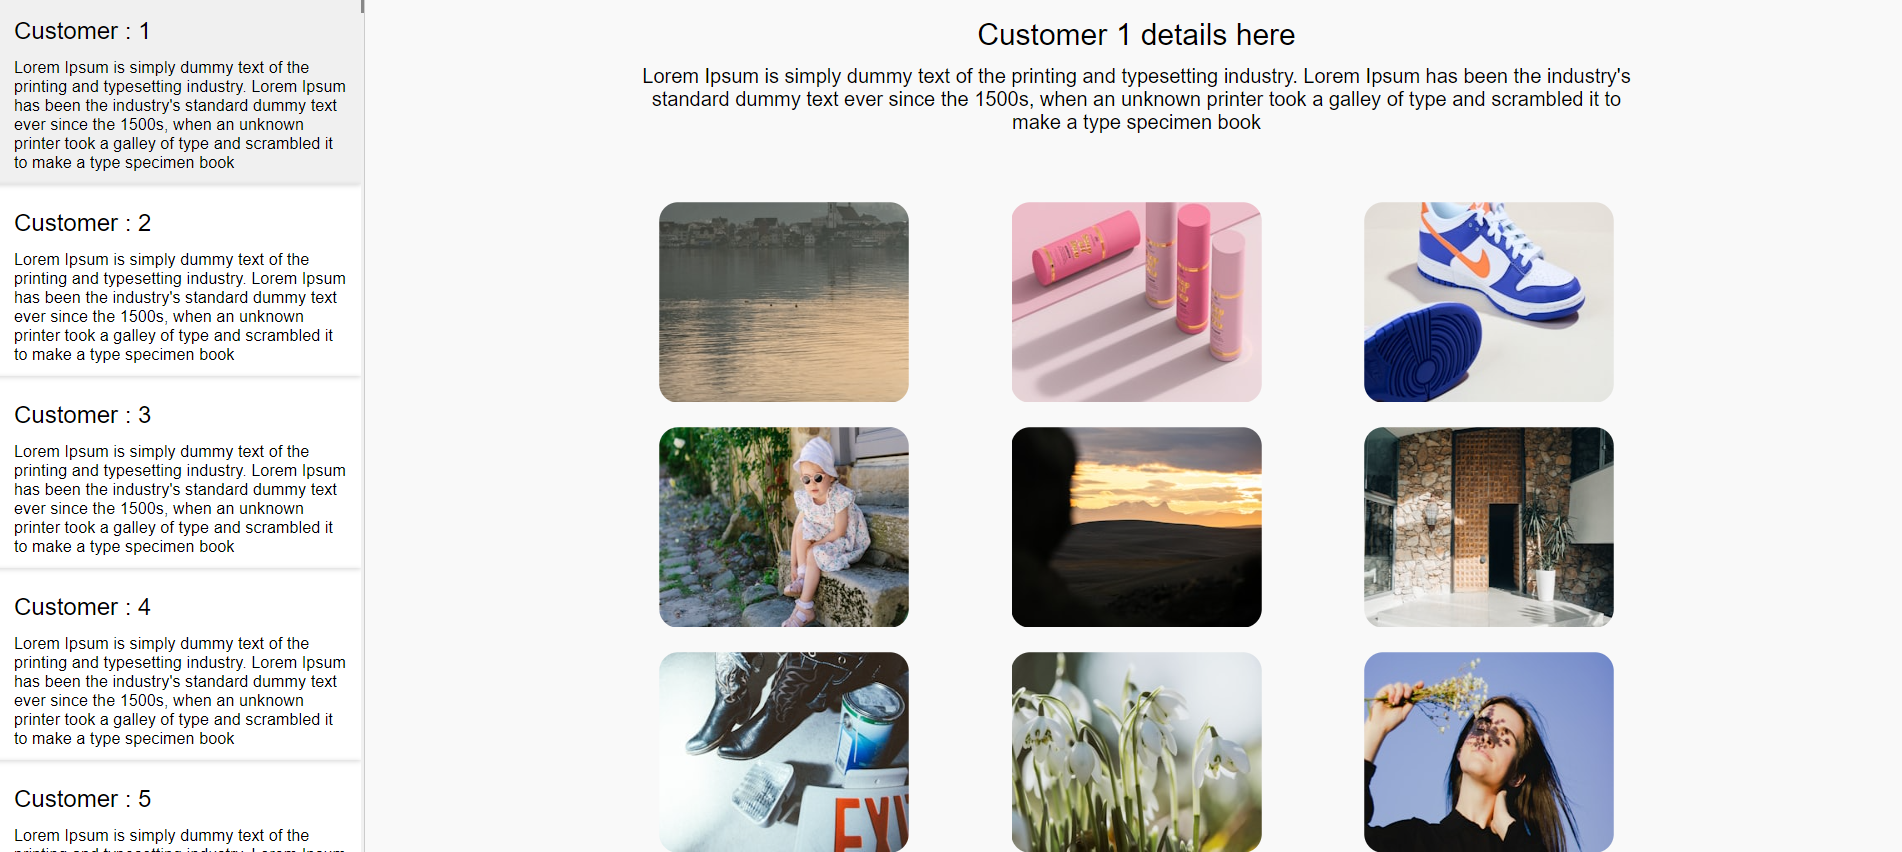 Customer : 1
Lorem Ipsum is simply dummy text of the
printing and typesetting industry. Lorem Ipsum
has been the industry's standard dummy text
ever since the 1500s, when an unknown
printer took a galley of type and scrambled it
to make a type specimen book
Customer : 2
Lorem Ipsum is simply dummy text of the
printing and typesetting industry. Lorem Ipsum
has been the industry's standard dummy text
ever since the 1500s, when an unknown
printer took a galley of type and scrambled it
to make a type specimen book
Customer : 3
Lorem Ipsum is simply dummy text of the
printing and typesetting industry. Lorem Ipsum
has been the industry's standard dummy text
ever since the 1500s, when an unknown
printer took a galley of type and scrambled it
to make a type specimen book
Customer : 4
Lorem Ipsum is simply dummy text of the
printing and typesetting industry. Lorem Ipsum
has been the industry's standard dummy text
ever since the 1500s, when an unknown
printer took a galley of type and scrambled it
to make a type specimen book
Customer : 5
Lorem Ipsum is simply dummy text of the
Customer 1 details here
Lorem Ipsum is simply dummy text of the printing and typesetting industry. Lorem Ipsum has been the industry's
standard dummy text ever since the 1500s, when an unknown printer took a galley of type and scrambled it to
make a type specimen book
EXI